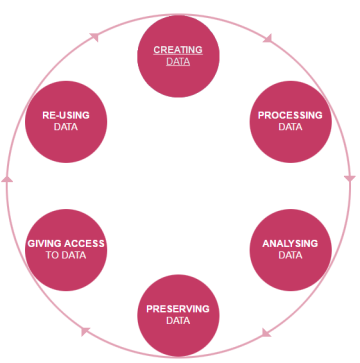 CREATING
DATA
PROCESSING
DATA
ANALYSING
DATA
PRESERVING
DATA
GIVING ACCESS
TO DATA
RE-USING
DATA